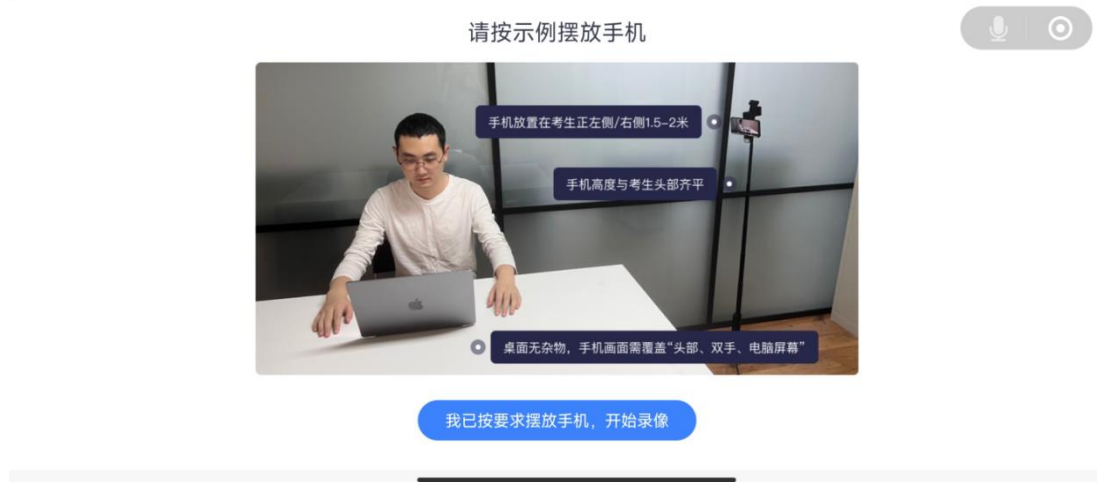 请按示例摆放手机
手机放置在考生正左侧/右侧1.5-2米
手机高度与考生头部齐平
桌面无杂物，手机画面需覆盖“头部、双手、电脑屏幕”
我已按要求摆放手机，开始录像